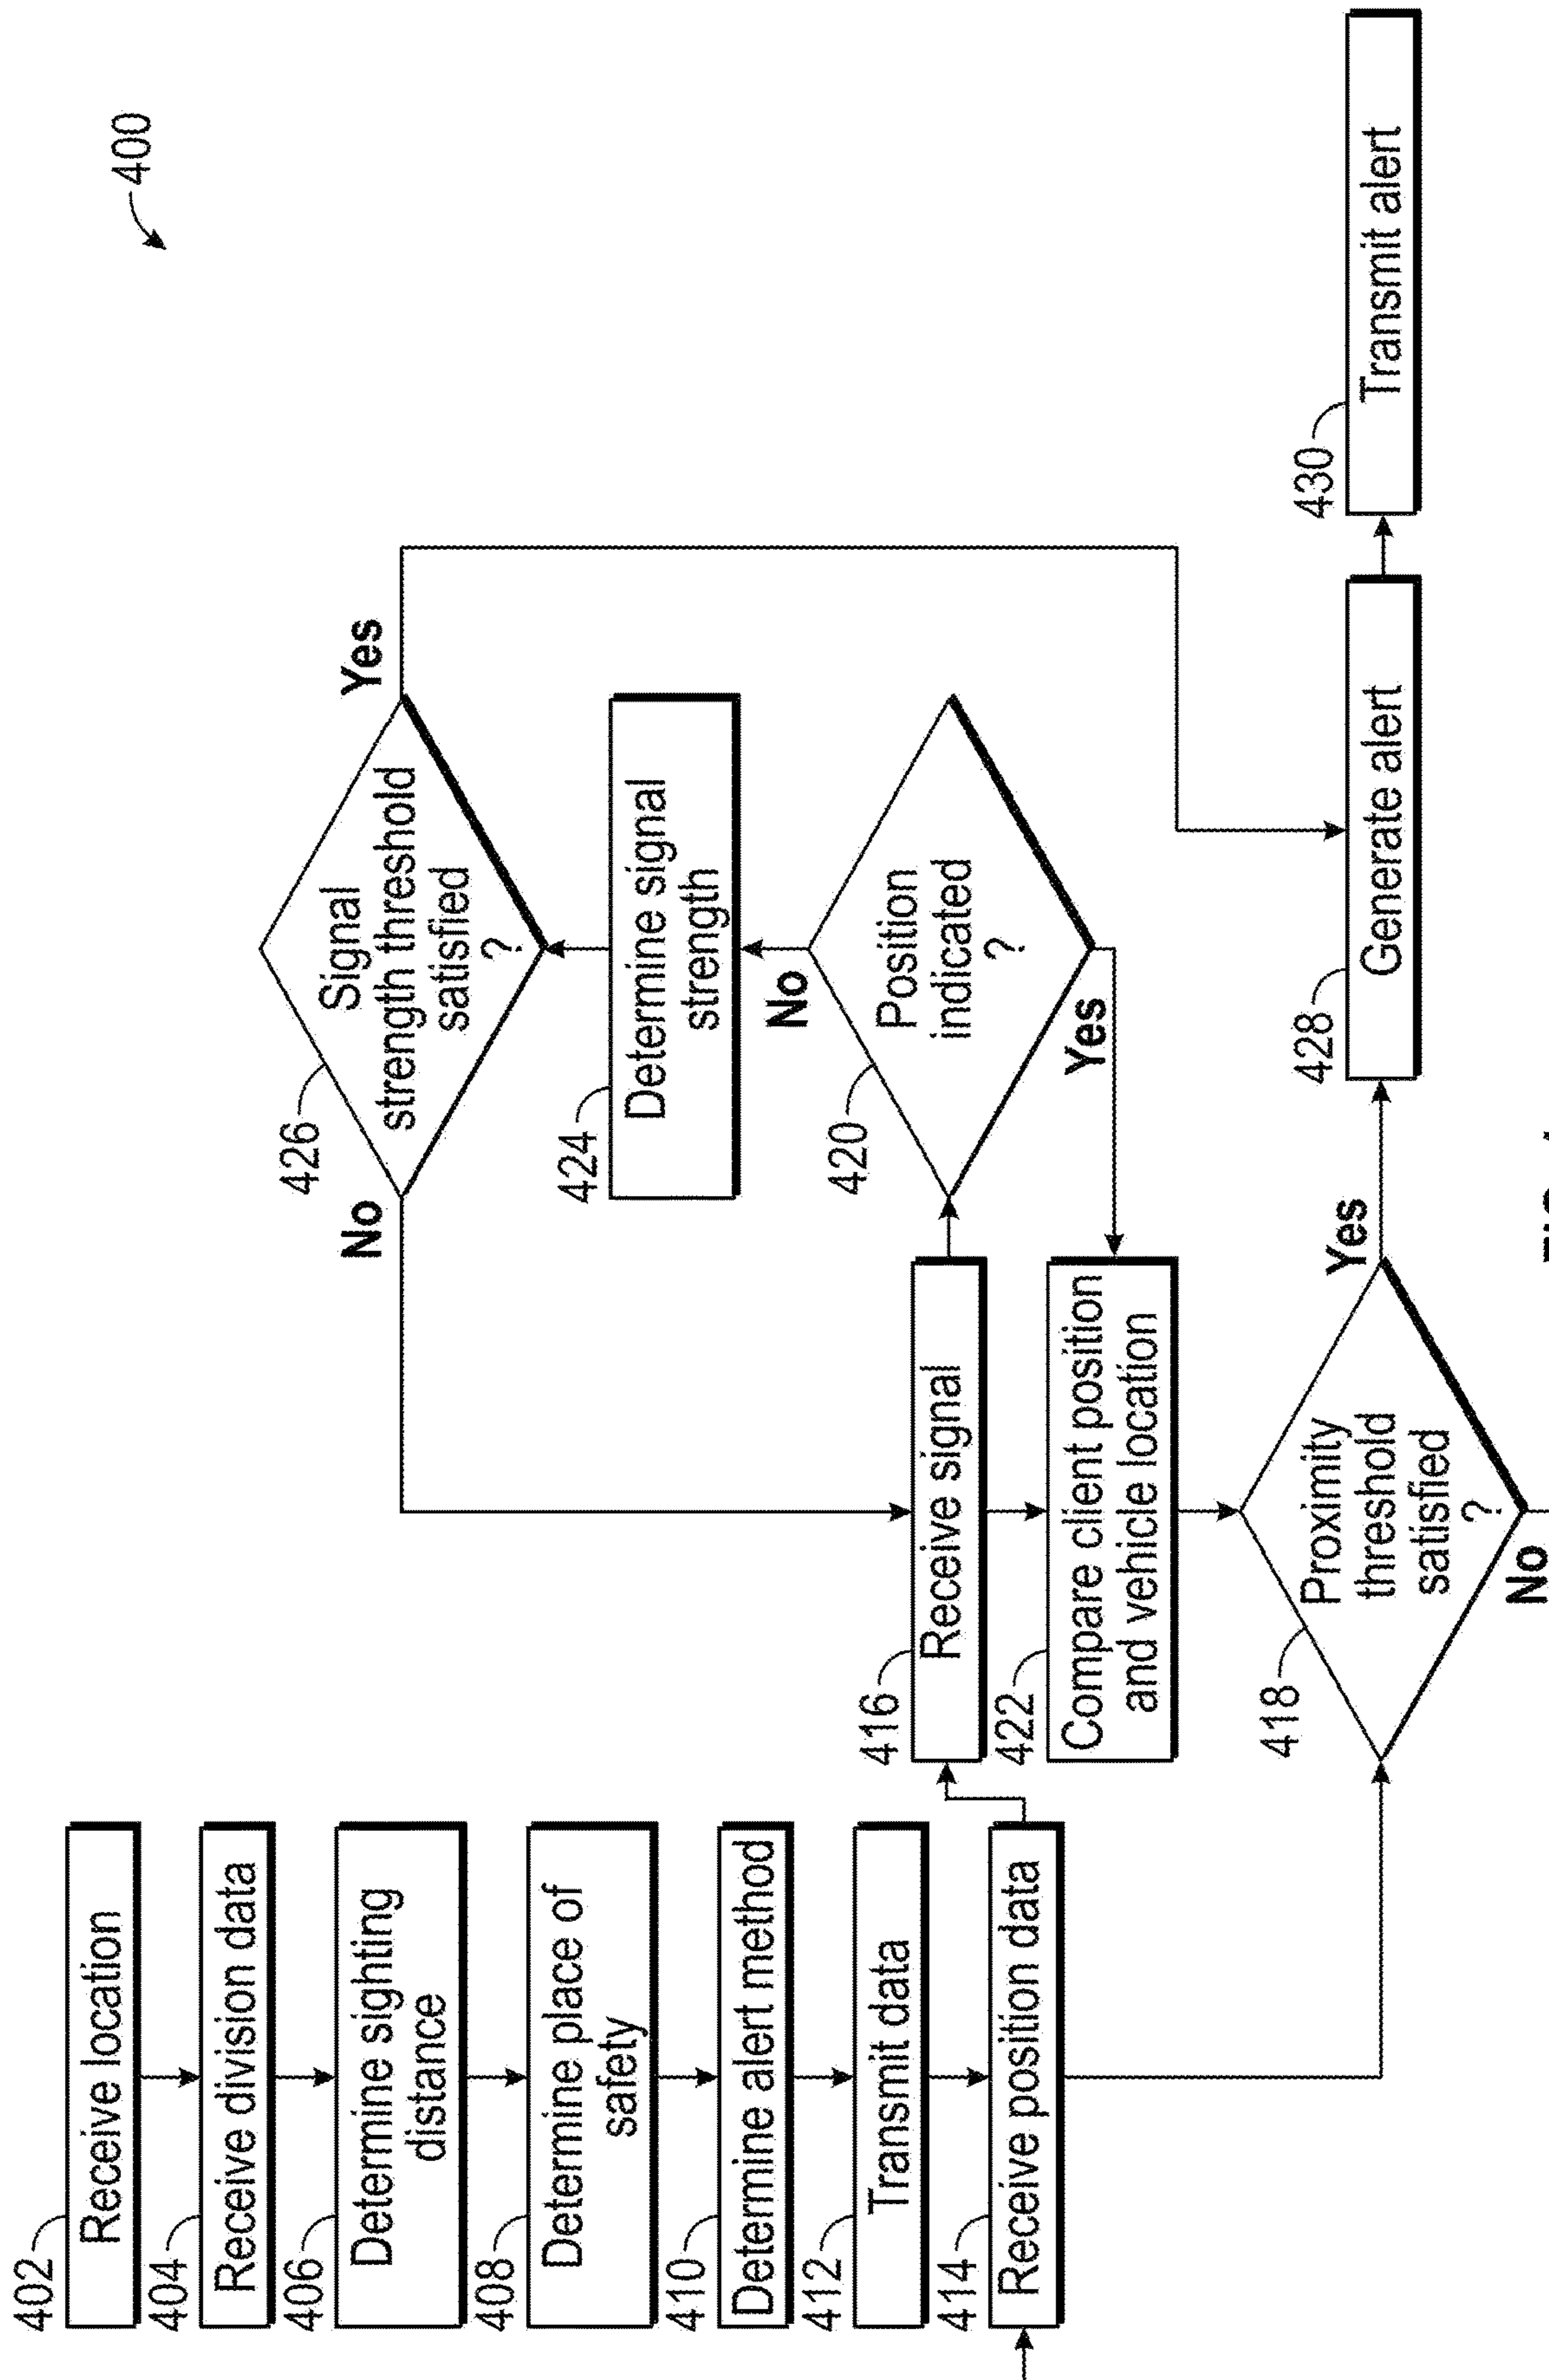 400
402
Receive location
404
Receive division data
406
Determine sighting
distance
408
Determine place of
safety
410
Determine alert method
412
Transmit data
414
Receive position data
416
Receive signal
422
Compare client position
and vehicle location
418
Proximity
threshold
satisfied
?
No
Yes
426
Signal
strength threshold
satisfied
?
No
Yes
424
Determine signal
strength
No
420
Position
indicated
?
Yes
428
Generate alert
430
Transmit alert